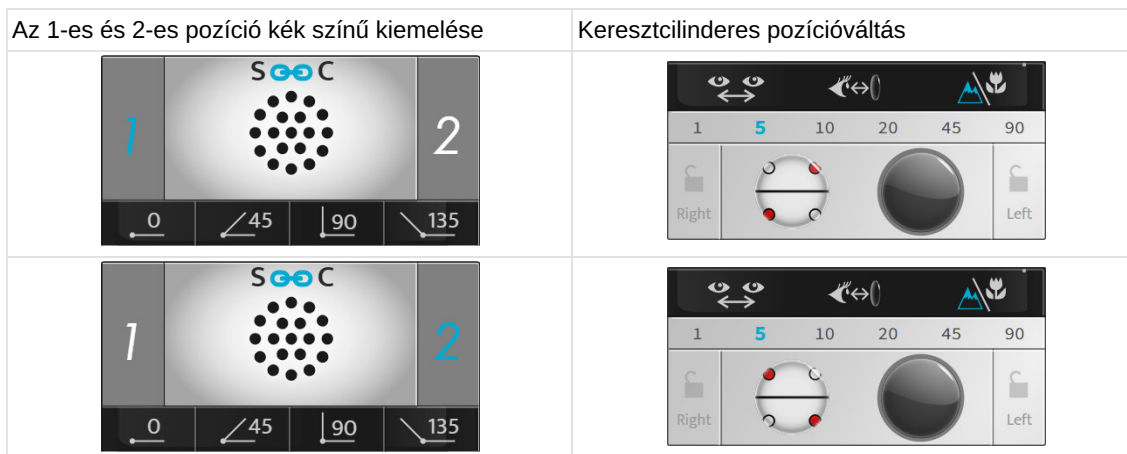 Az 1-es és 2-es pozíció kék színű kiemelése
Keresztcilinderes pozícióváltás
S C
1
2
0 45 90 135
1 5 10 20 45 90
Right
Left
S C
1
2
0 45 90 135
1 5 10 20 45 90
Right
Left